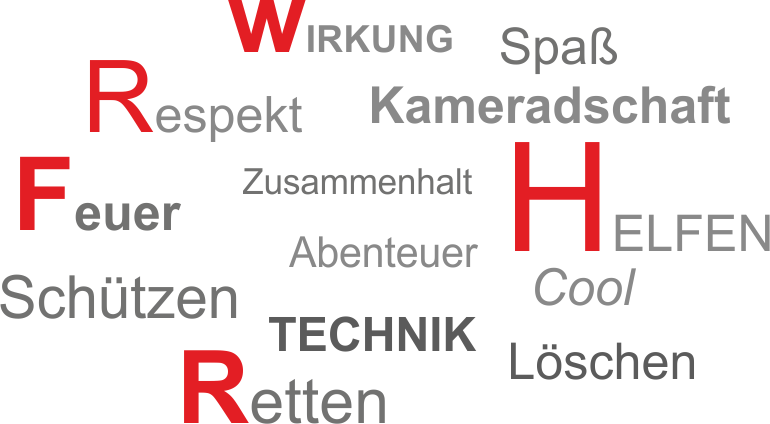 WIRKUNG
Spaß
Respekt
Kameradschaft
Feuer
Zusammenhalt
HELFEN
Abenteuer
Schützen
Cool
TECHNIK
Löschen
Retten